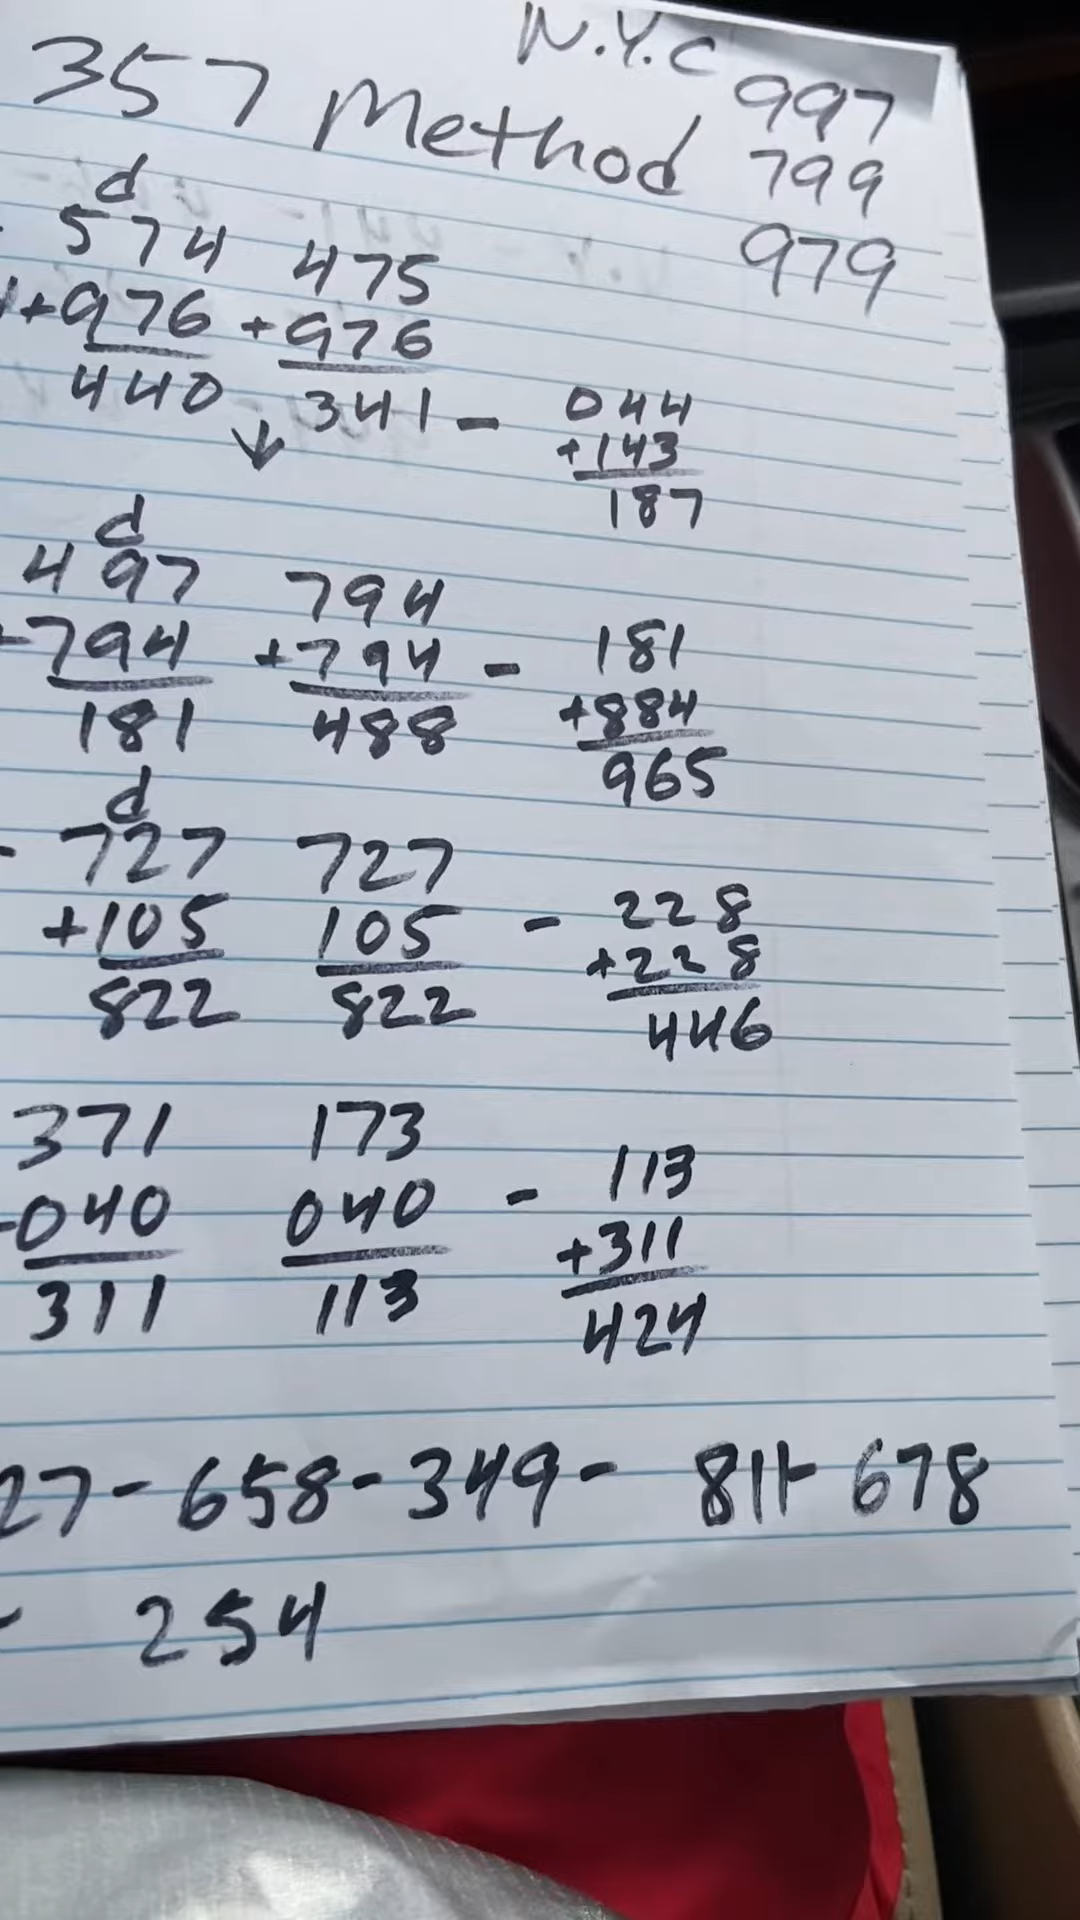 N.Y.C
357 Method 997
799
979
d
574 475
+976 +976
440 341 - 044
+143
187
↓
d
497 794
794 +794 - 181
181 488 +884
965
d
- 727 727
+105 105 - 228
822 822 +228
446
371 173
-040 040 - 113
311 113 +311
424
27-658-349- 811- 678
- 254